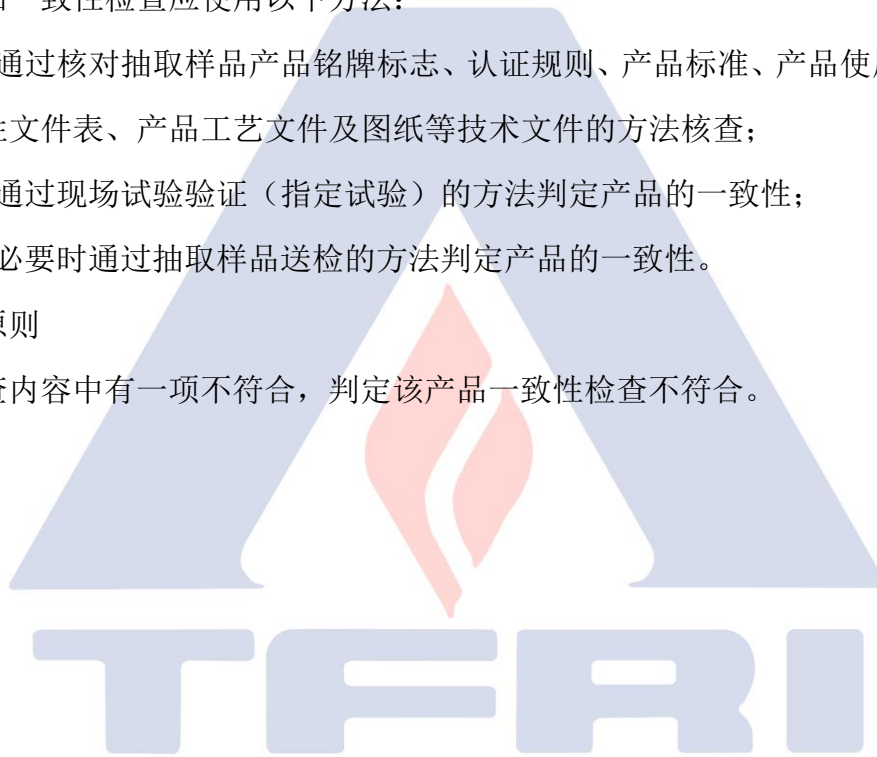 一致性检查应使用以下方法：
通过核对抽取样品产品铭牌标志、认证规则、产品标准、产品使
性文件表、产品工艺文件及图纸等技术文件的方法核查；
通过现场试验验证（指定试验）的方法判定产品的一致性；
必要时通过抽取样品送检的方法判定产品的一致性。
原则
查内容中有一项不符合，判定该产品一致性检查不符合。
TFRI